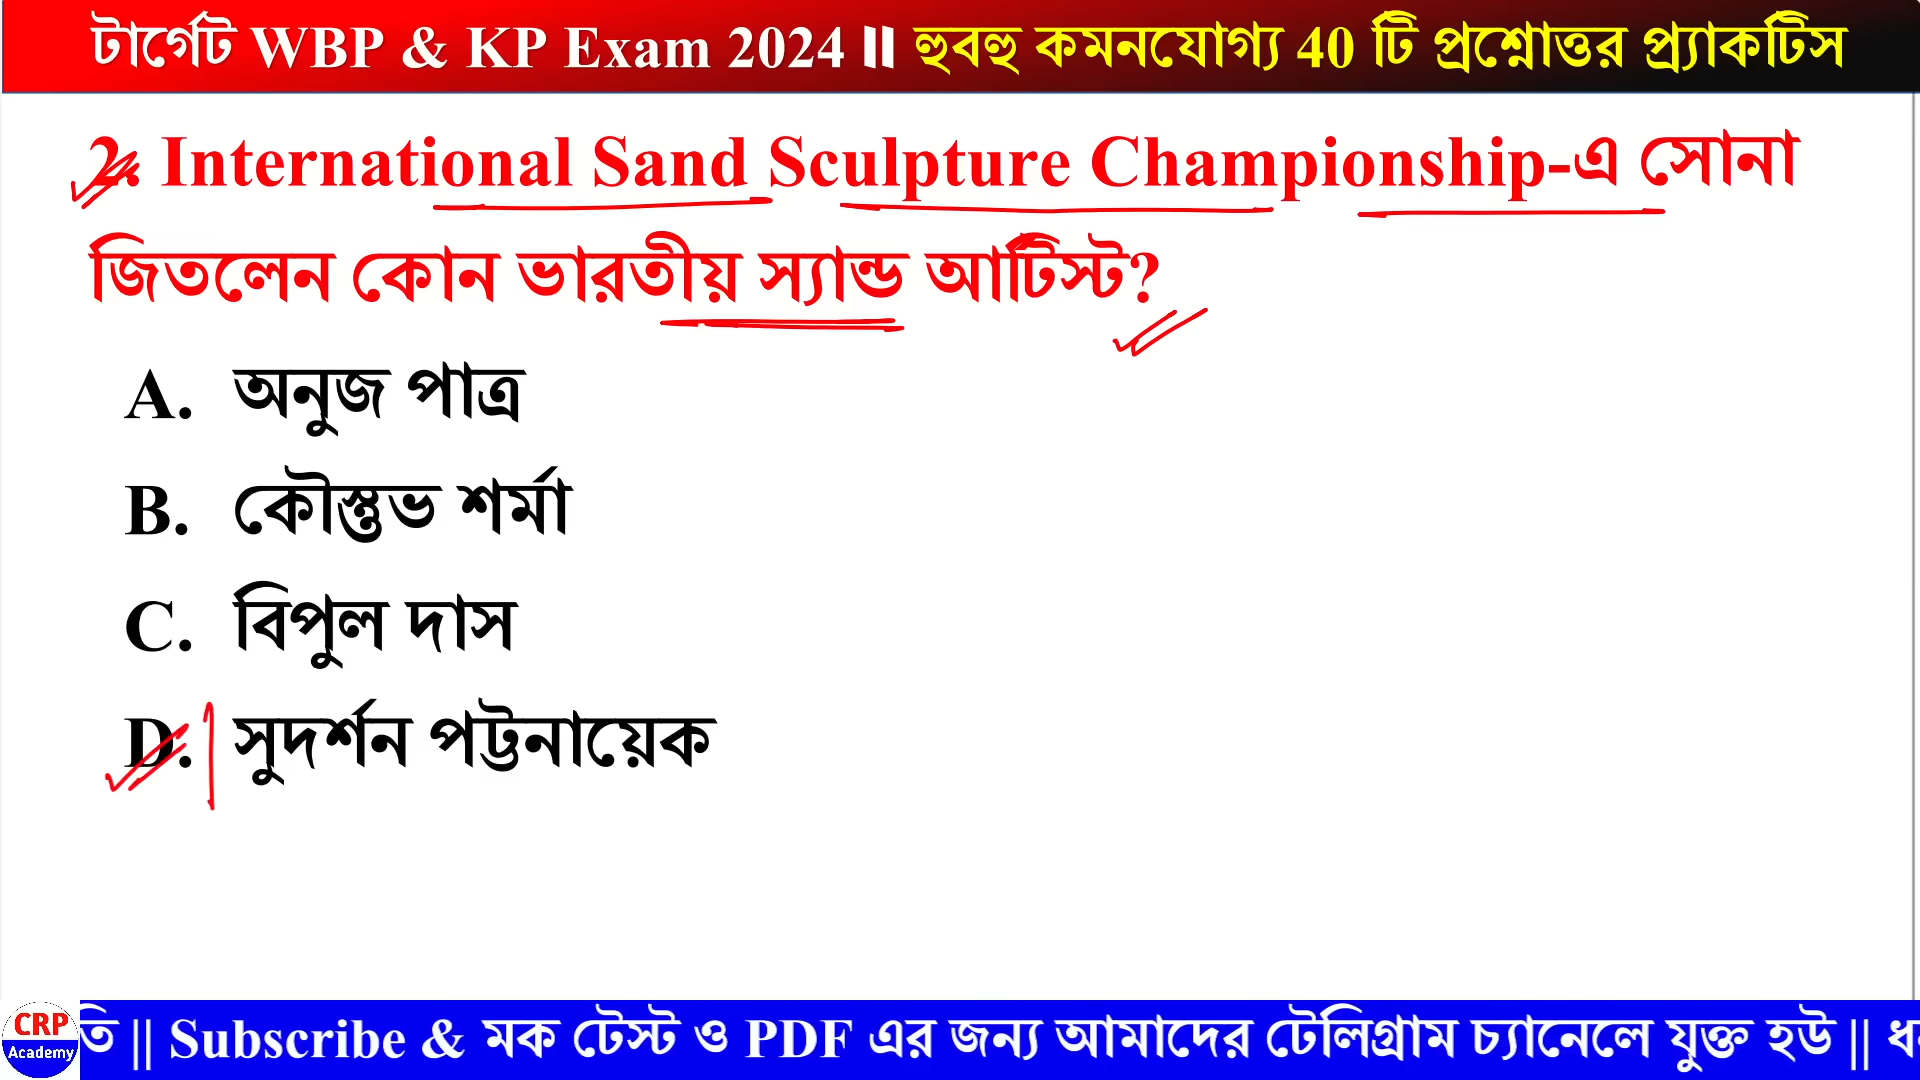 টার্গেট WBP & KP Exam 2024 ॥ হুবহু কমনযোগ্য 40 টি প্রশ্নোত্তর প্র্যাকটিস
2. International Sand Sculpture Championship-এ সোনা
জিতলেন কোন ভারতীয় স্যান্ড আর্টিস্ট?
A. অনুজ পাত্র
B. কৌস্তুভ শর্মা
C. বিপুল দাস
D. সুদর্শন পট্টনায়েক
CRP
Academy
তি || Subscribe & মক টেস্ট ও PDF এর জন্য আমাদের টেলিগ্রাম চ্যানেলে যুক্ত হউ || ধ